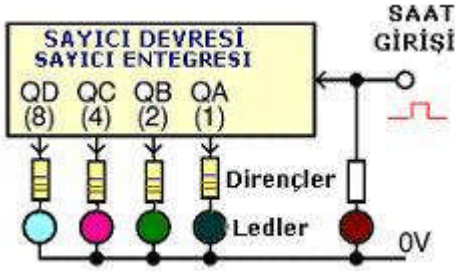 SAAT
GİRİŞİ
SAYICI DEVRESİ
SAYICI ENTEGRESI
QD QC QB QA
(8) (4) (2) (1)
Dirençler
Ledler
0V